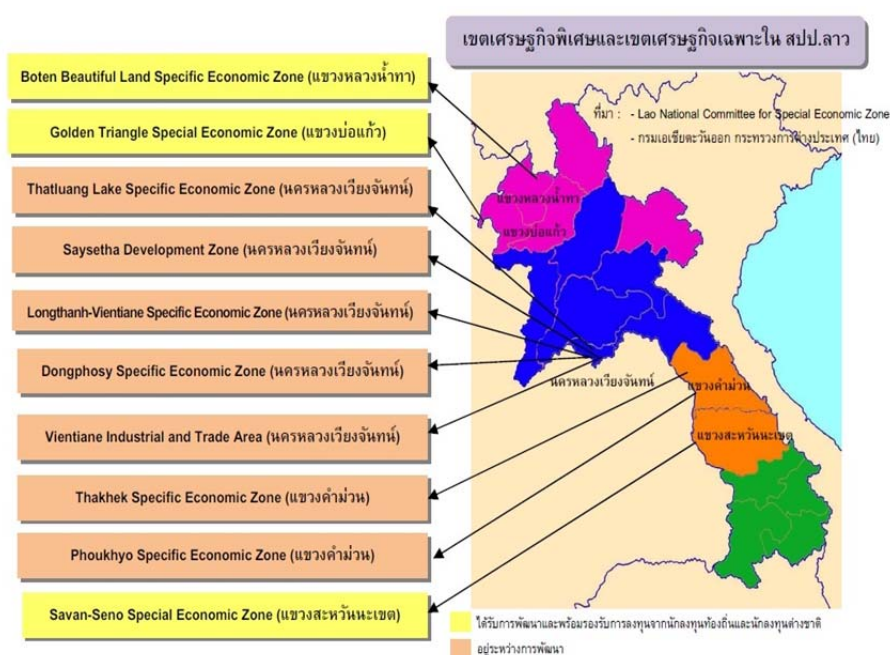 เขตเศรษฐกิจพิเศษและเขตเศรษฐกิจเฉพาะใน สปป.ลาว
Boten Beautiful Land Specific Economic Zone (แขวงหลวงน้ำทา)
Golden Triangle Special Economic Zone (แขวงบ่อแก้ว)
Thatluang Lake Specific Economic Zone (นครหลวงเวียงจันทน์)
Saysetha Development Zone (นครหลวงเวียงจันทน์)
Longthanh-Vientiane Specific Economic Zone (นครหลวงเวียงจันทน์)
Dongphosy Specific Economic Zone (นครหลวงเวียงจันทน์)
Vientiane Industrial and Trade Area (นครหลวงเวียงจันทน์)
Thakhek Specific Economic Zone (แขวงคำม่วน)
Phoukhyo Specific Economic Zone (แขวงคำม่วน)
Savan-Seno Special Economic Zone (แขวงสะหวันนะเขต)
ที่มา : - Lao National Committee for Special Economic Zone
- กรมเอเชียตะวันออก กระทรวงการต่างประเทศ (ไทย)
แขวงหลวงน้ำทา
แขวงบ่อแก้ว
นครหลวงเวียงจันทน์
แขวงคำม่วน
แขวงสะหวันนะเขต
ได้รับการพัฒนาและพร้อมรองรับการลงทุนจากนักลงทุนท้องถิ่นและนักลงทุนต่างชาติ
อยู่ระหว่างการพัฒนา